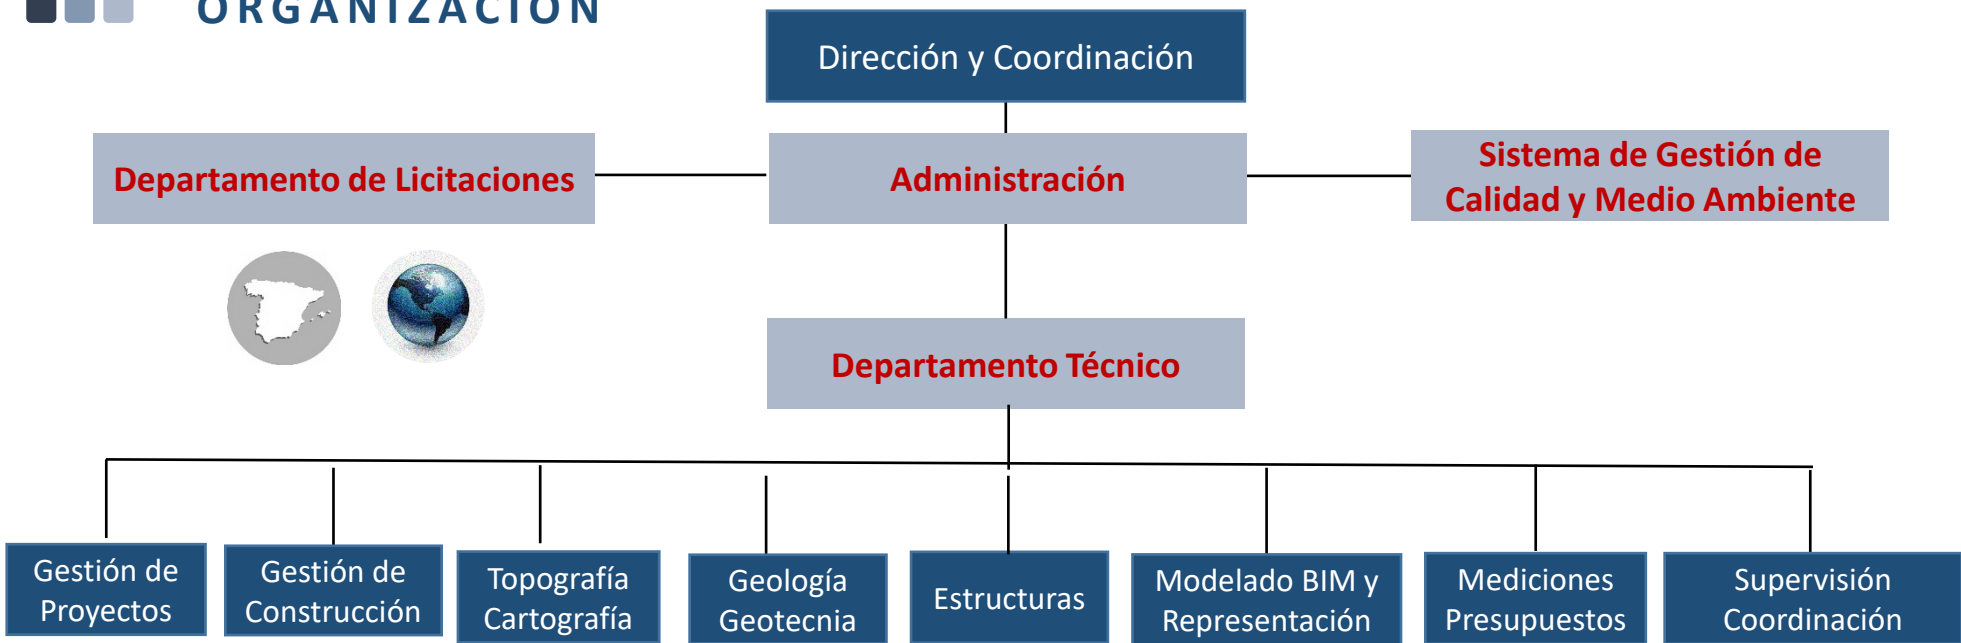 ORGANIZACIÓN
Dirección y Coordinación
Departamento de Licitaciones
Administración
Sistema de Gestión de
Calidad y Medio Ambiente
Departamento Técnico
Gestión de
Proyectos
Gestión de
Construcción
Topografía
Cartografía
Geología
Geotecnia
Estructuras
Modelado BIM y
Representación
Mediciones
Presupuestos
Supervisión
Coordinación